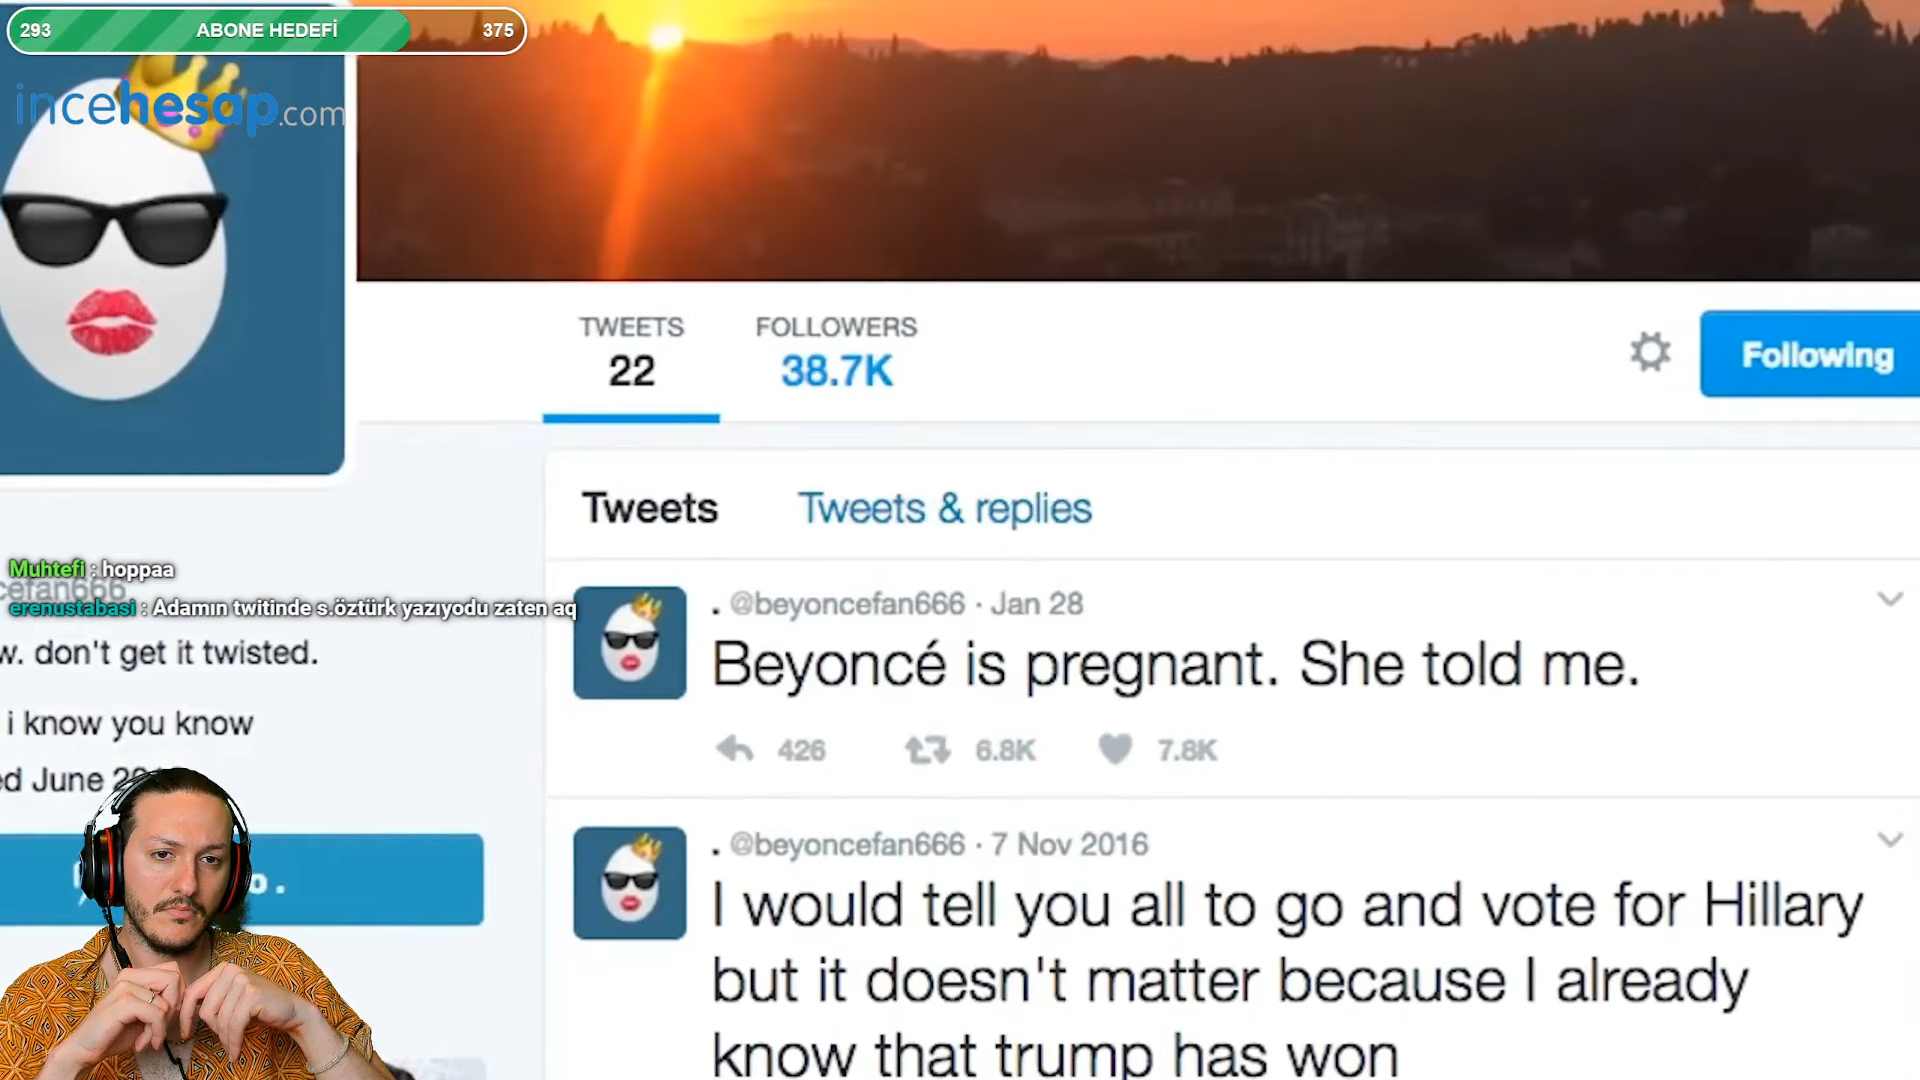 293 ABONE HEDEFİ 375
incehesap.com
TWEETS
22
FOLLOWERS
38.7K
Following
Tweets Tweets & replies
Muhtefi : hoppaa
cefan666
erenustabasi : Adamın twitinde s.öztürk yazıyodu zaten aq
w. don't get it twisted.
i know you know
ed June
. @beyoncefan666 · Jan 28
Beyoncé is pregnant. She told me.
426 6.8K 7.8K
. @beyoncefan666 · 7 Nov 2016
I would tell you all to go and vote for Hillary
but it doesn't matter because I already
know that trump has won